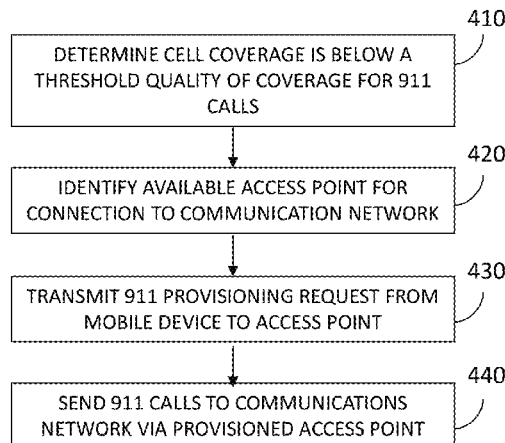 410
DETERMINE CELL COVERAGE IS BELOW A
THRESHOLD QUALITY OF COVERAGE FOR 911
CALLS
420
IDENTIFY AVAILABLE ACCESS POINT FOR
CONNECTION TO COMMUNICATION NETWORK
430
TRANSMIT 911 PROVISIONING REQUEST FROM
MOBILE DEVICE TO ACCESS POINT
440
SEND 911 CALLS TO COMMUNICATIONS
NETWORK VIA PROVISIONED ACCESS POINT